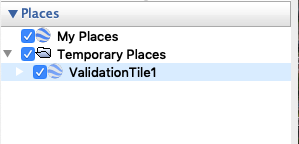 Places
My Places
Temporary Places
ValidationTile1